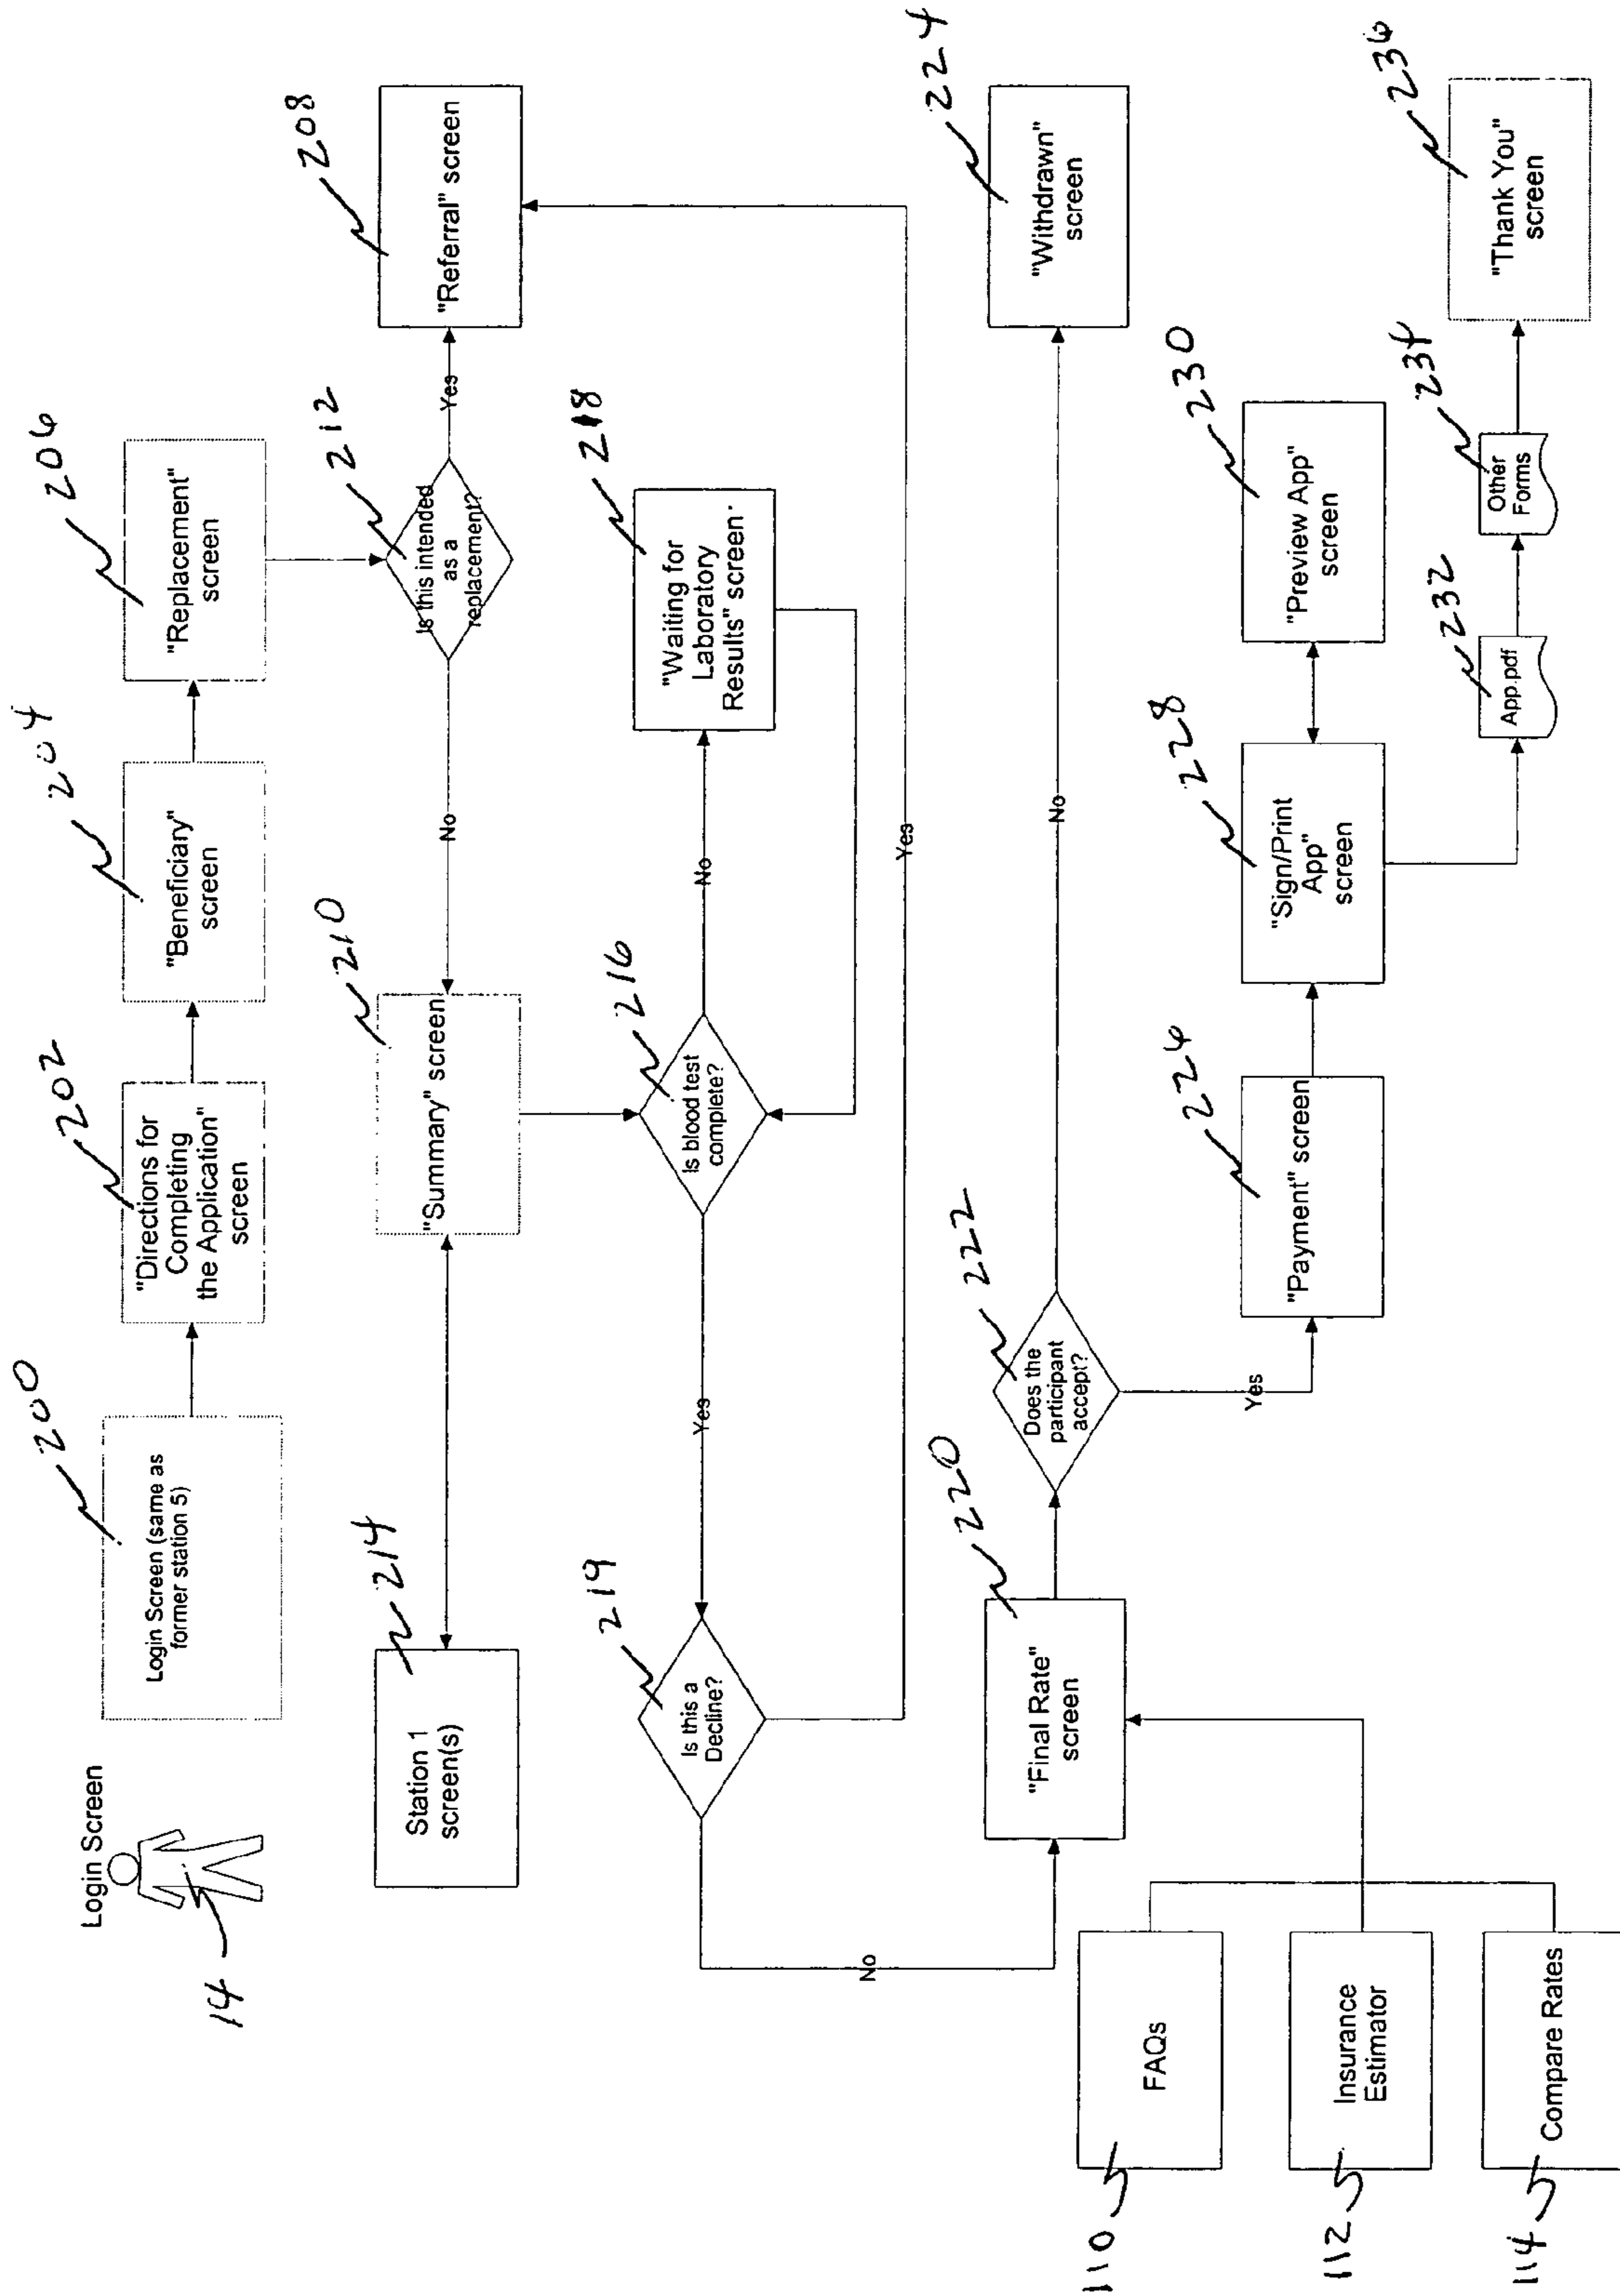 Login Screen
14
200
Login Screen (same as
former station 5)
202
"Directions for
Completing
the Application"
screen
204
"Beneficiary"
screen
206
"Replacement"
screen
214
Station 1
screen(s)
210
"Summary" screen
No
212
Is this intended
as a
replacement?
Yes
208
"Referral" screen
219
Is this a
Decline?
Yes
216
Is blood test
complete?
No
218
"Waiting for
Laboratory
Results" screen
No
Yes
220
"Final Rate"
screen
222
Does the
participant
accept?
No
224
"Withdrawn"
screen
Yes
110
FAQs
112
Insurance
Estimator
114
Compare Rates
226
"Payment" screen
228
"Sign/Print
App"
screen
230
"Preview App"
screen
232
App.pdf
234
Other
Forms
236
"Thank You"
screen